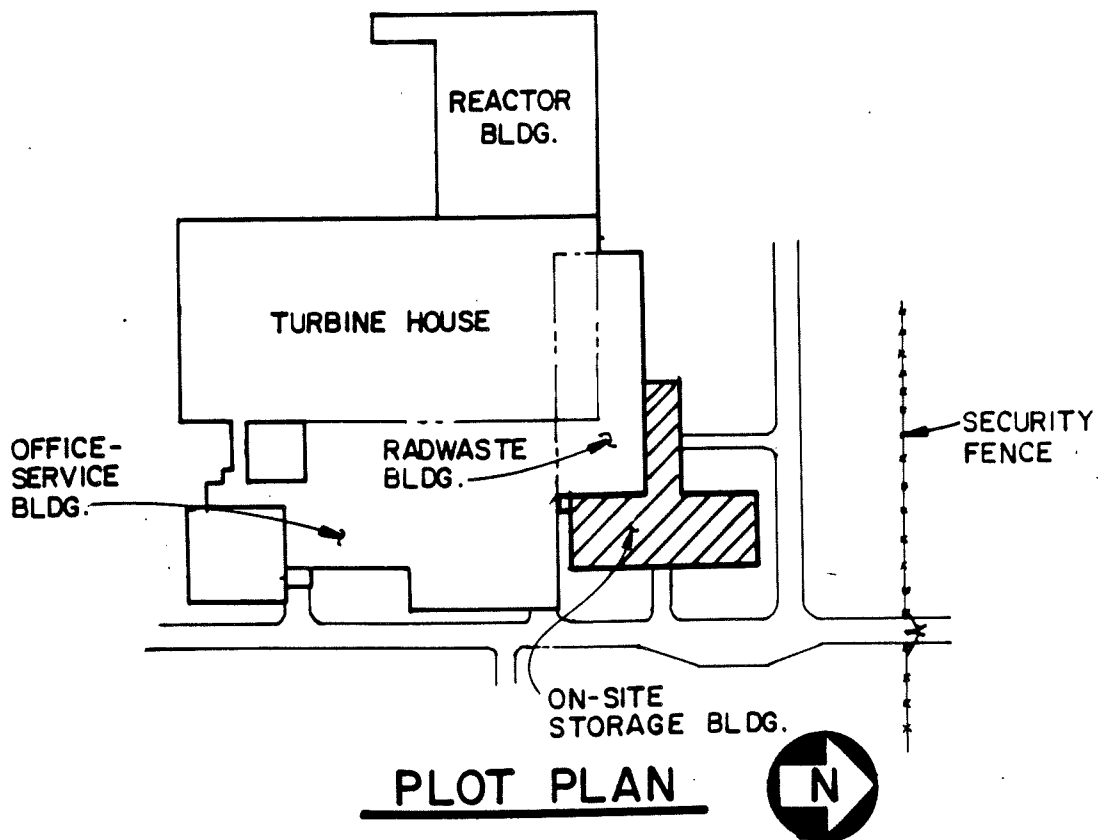 REACTOR
BLDG.
TURBINE HOUSE
OFFICE-
SERVICE
BLDG.
RADWASTE
BLDG.
SECURITY
FENCE
ON-SITE
STORAGE BLDG.
PLOT PLAN
N